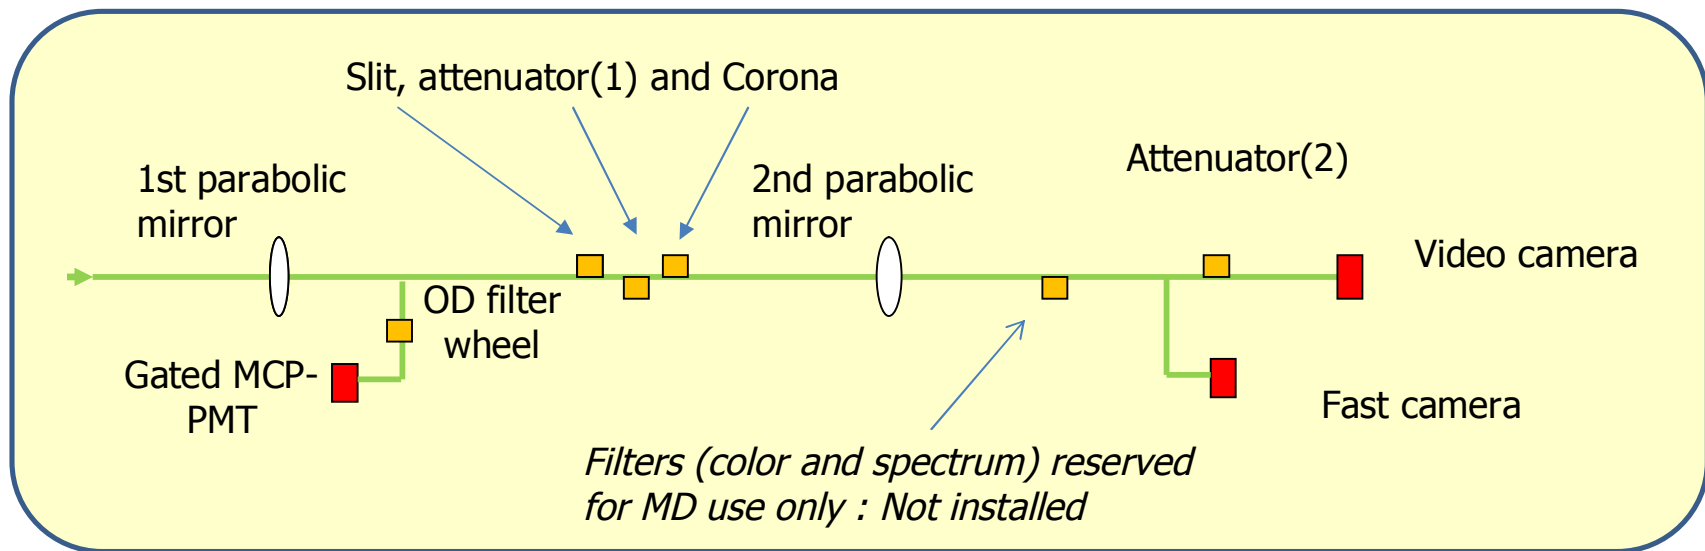 Slit, attenuator(1) and Corona
Attenuator(2)
1st parabolic
mirror
2nd parabolic
mirror
Video camera
OD filter
wheel
Gated MCP-
PMT
Fast camera
Filters (color and spectrum) reserved
for MD use only : Not installed